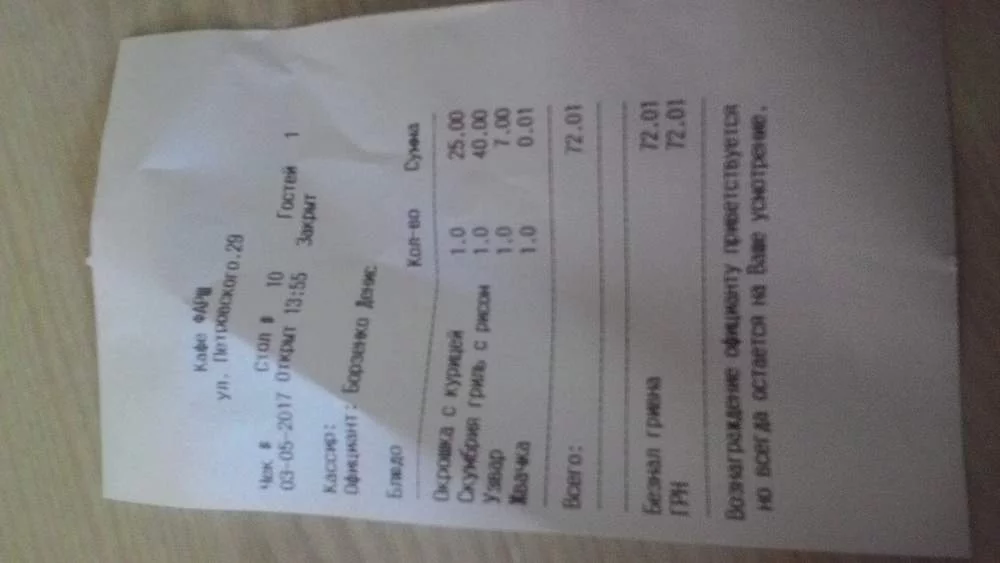 Кафе ФАРШ
ул. Петровского.29
Чек # Стол # 10 Гостей 1
03-05-2017 Открыт 13:55 Закрыт
Кассир:
Официант: Борзенко Денис
Блюдо Кол-во Сумма
Окрошка с курицей 1.0 25.00
Скумбрия гриль с рисом 1.0 40.00
Узвар 1.0 7.00
Жвачка 1.0 0.01
Всего: 72.01
Безнал гривна 72.01
ГРН 72.01
Вознаграждение официанту приветствуется
но всегда остается на Ваше усмотрение.